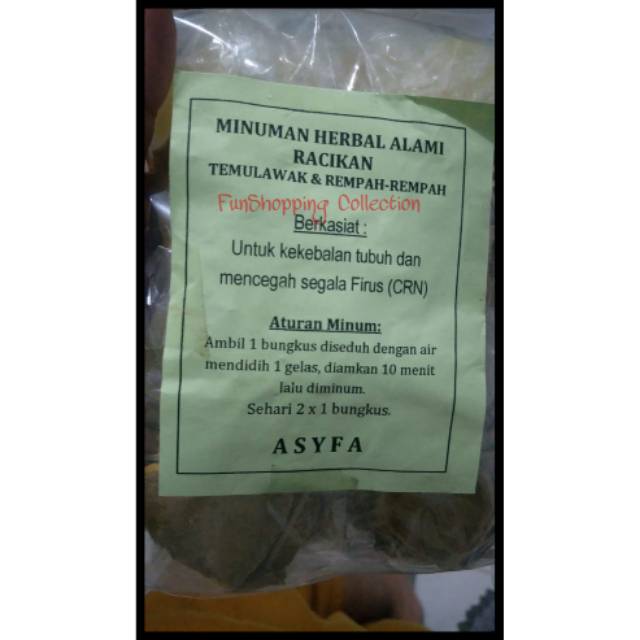 MINUMAN HERBAL ALAMI
RACIKAN
TEMULAWAK & REMPAH-REMPAH
FunShopping Collection
Berkasiat :
Untuk kekebalan tubuh dan
mencegah segala Firus (CRN)
Aturan Minum:
Ambil 1 bungkus diseduh dengan air
mendidih 1 gelas, diamkan 10 menit
lalu diminum.
Sehari 2 x 1 bungkus.
ASYFA